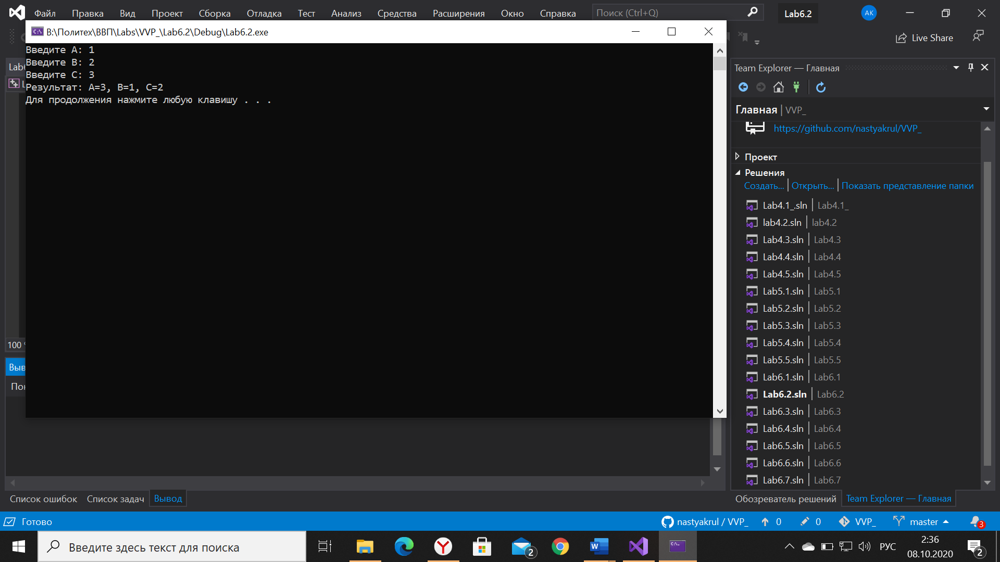 Файл Правка Вид Проект Сборка Отладка Тест Анализ Средства Расширения Окно Справка Поиск (Ctrl+Q) Lab6.2 AK
B:\Политех\ВВП\Labs\VVP_\Lab6.2\Debug\Lab6.2.exe
Live Share
Введите A: 1
Введите B: 2
Введите C: 3
Результат: A=3, B=1, C=2
Для продолжения нажмите любую клавишу . . .
100 %
Team Explorer — Главная
Главная | VVP_
https://github.com/nastyakrul/VVP_
Проект
Решения
Создать... | Открыть... | Показать представление папки
Lab4.1_.sln | Lab4.1_
lab4.2.sln | lab4.2
Lab4.3.sln | Lab4.3
Lab4.4.sln | Lab4.4
Lab4.5.sln | Lab4.5
Lab5.1.sln | Lab5.1
Lab5.2.sln | Lab5.2
Lab5.3.sln | Lab5.3
Lab5.4.sln | Lab5.4
Lab5.5.sln | Lab5.5
Lab6.1.sln | Lab6.1
Lab6.2.sln | Lab6.2
Lab6.3.sln | Lab6.3
Lab6.4.sln | Lab6.4
Lab6.5.sln | Lab6.5
Lab6.6.sln | Lab6.6
Lab6.7.sln | Lab6.7
Список ошибок Список задач Вывод
Обозреватель решений Team Explorer — Главная
Готово nastyakrul / VVP_ 0 0 VVP_ master 3
Введите здесь текст для поиска 2 РУС 2:36 2
08.10.2020